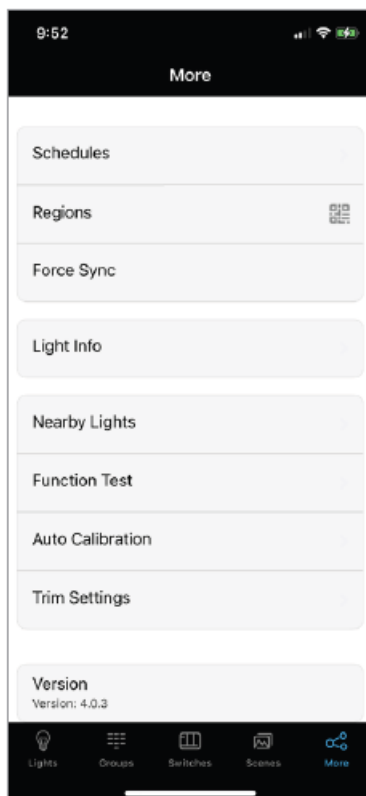 9:52
More
Schedules
Regions
Force Sync
Light Info
Nearby Lights
Function Test
Auto Calibration
Trim Settings
Version
Version: 4.0.3
Lights Groups Switches Scenes More